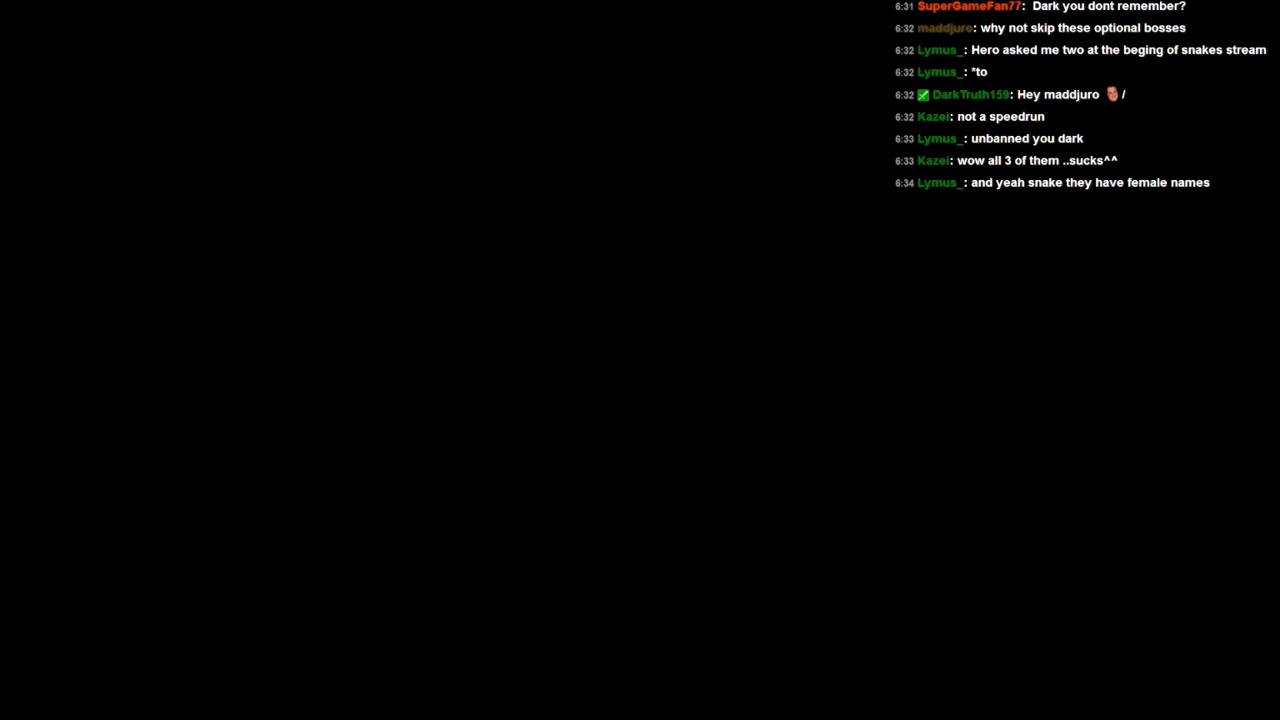 6:31 SuperGameFan77: Dark you dont remember?
6:32 maddjuro: why not skip these optional bosses
6:32 Lymus_: Hero asked me two at the beging of snakes stream
6:32 Lymus_: *to
6:32 DarkTruth159: Hey maddjuro /
6:32 Kazei: not a speedrun
6:33 Lymus_: unbanned you dark
6:33 Kazei: wow all 3 of them ..sucks^^
6:34 Lymus_: and yeah snake they have female names